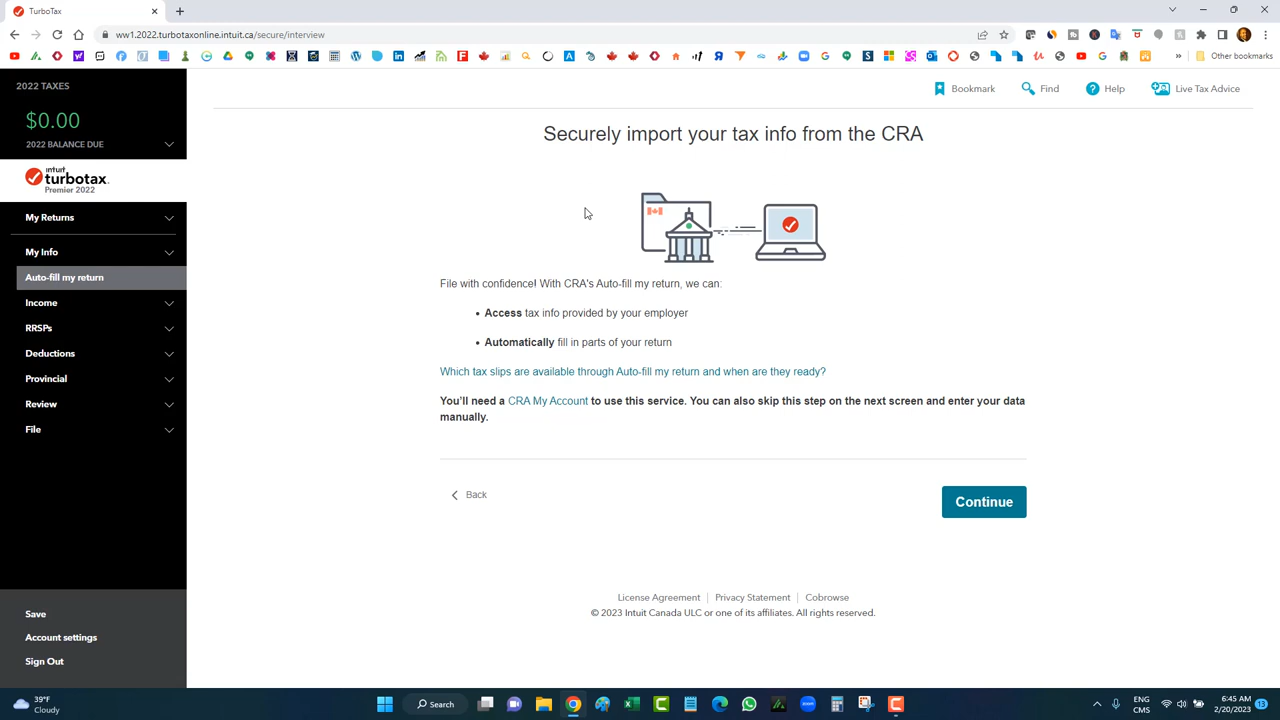 TurboTax
ww1.2022.turbotaxonline.intuit.ca/secure/interview
Other bookmarks
2022 TAXES
$0.00
2022 BALANCE DUE
intuit
turbotax.
Premier 2022
My Returns
My Info
Auto-fill my return
Income
RRSPs
Deductions
Provincial
Review
File
Save
Account settings
Sign Out
Bookmark
Find
Help
Live Tax Advice
Securely import your tax info from the CRA
File with confidence! With CRA's Auto-fill my return, we can:
• Access tax info provided by your employer
• Automatically fill in parts of your return
Which tax slips are available through Auto-fill my return and when are they ready?
You'll need a CRA My Account to use this service. You can also skip this step on the next screen and enter your data
manually.
Back
Continue
License Agreement | Privacy Statement | Cobrowse
© 2023 Intuit Canada ULC or one of its affiliates. All rights reserved.
39°F
Cloudy
Search
ENG
CMS
6:45 AM
2/20/2023
13